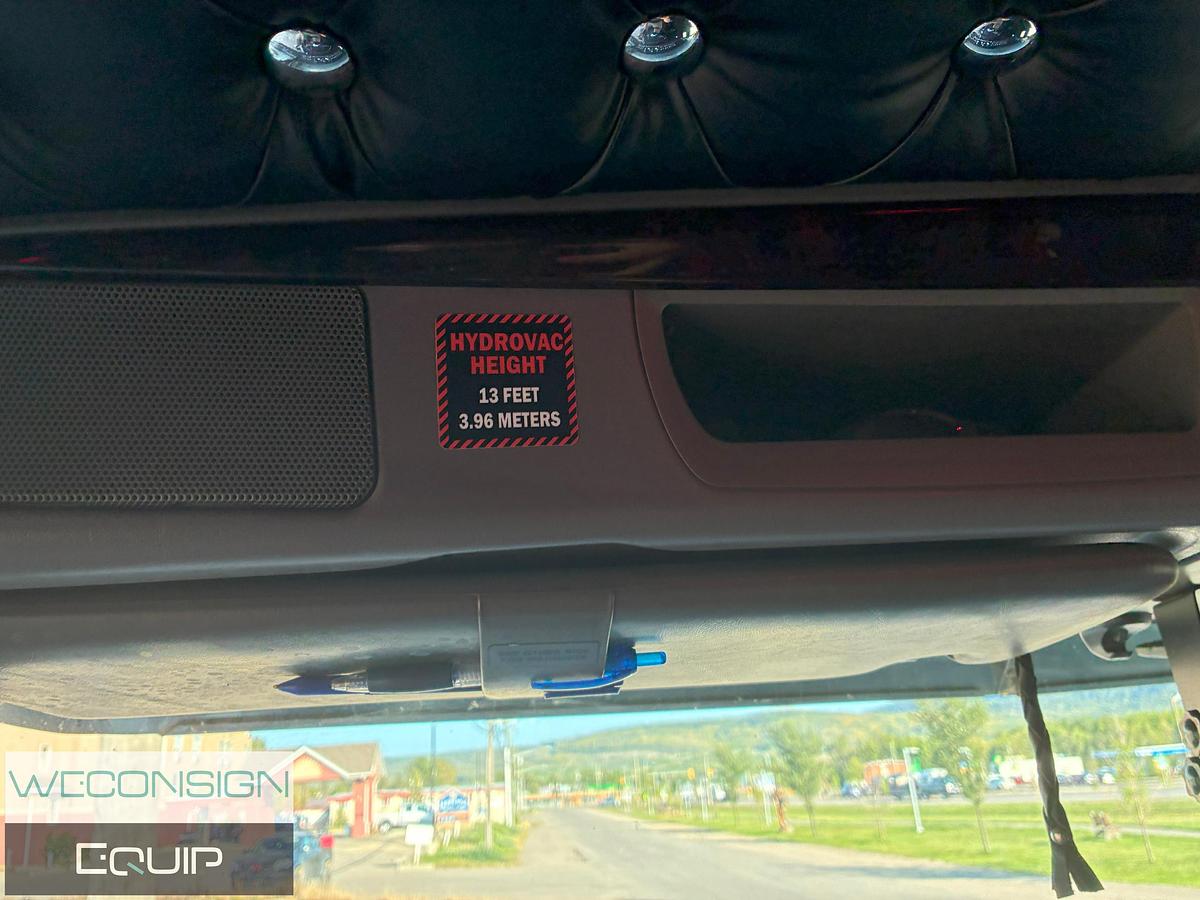 HYDROVAC
HEIGHT
13 FEET
3.96 METERS
WECONSIGN
EQUIP